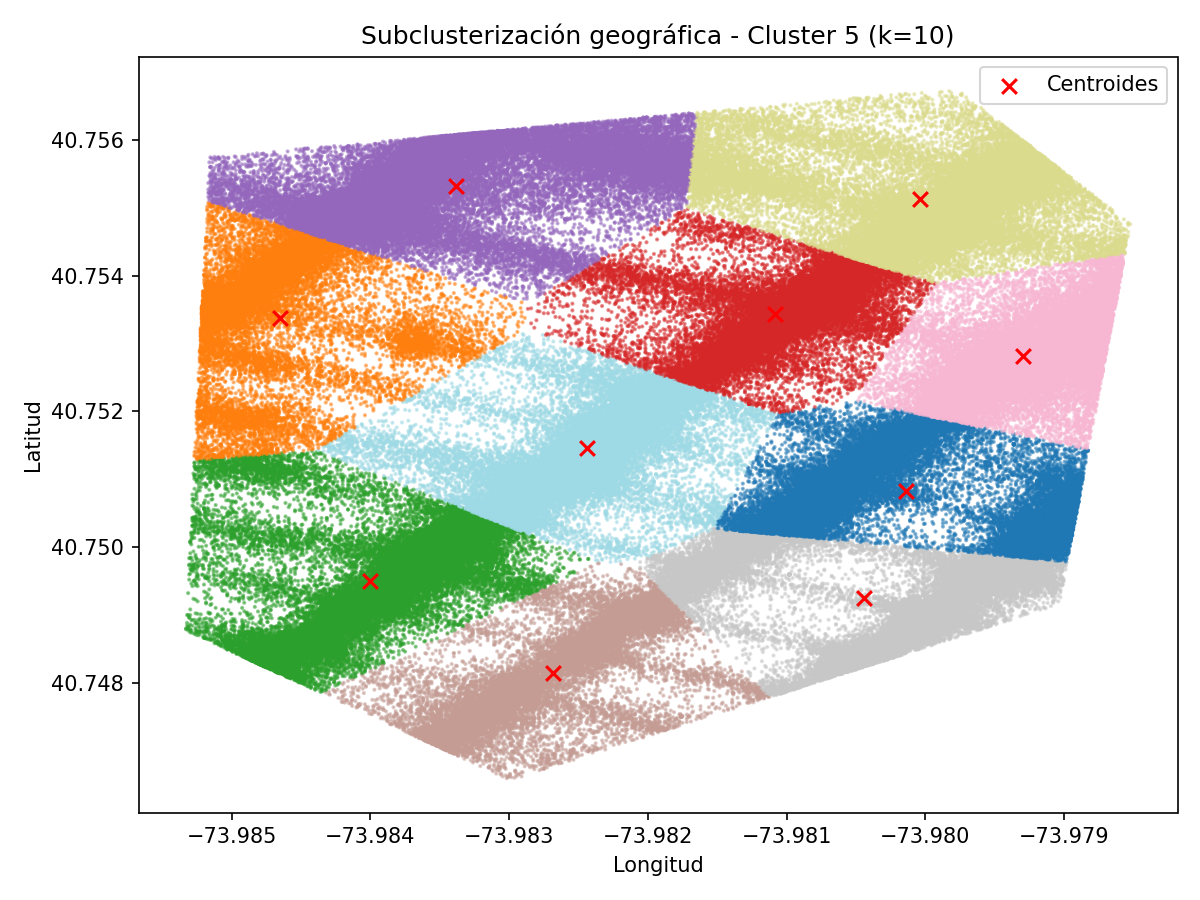 Subclusterización geográfica - Cluster 5 (k=10)
Centroides
40.756
40.754
40.752
40.750
40.748
Latitud
−73.985 −73.984 −73.983 −73.982 −73.981 −73.980 −73.979
Longitud